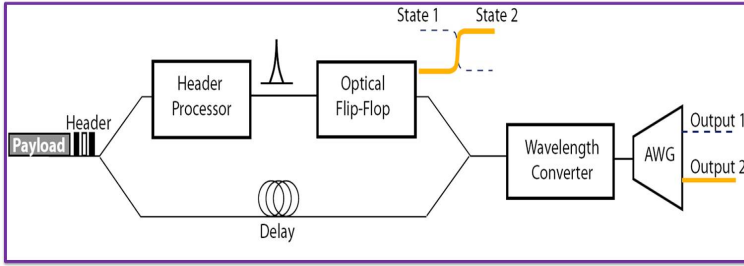 State 1 State 2
Header
Processor
Optical
Flip-Flop
Payload
Header
Wavelength
Converter
AWG
Output 1
Output 2
Delay